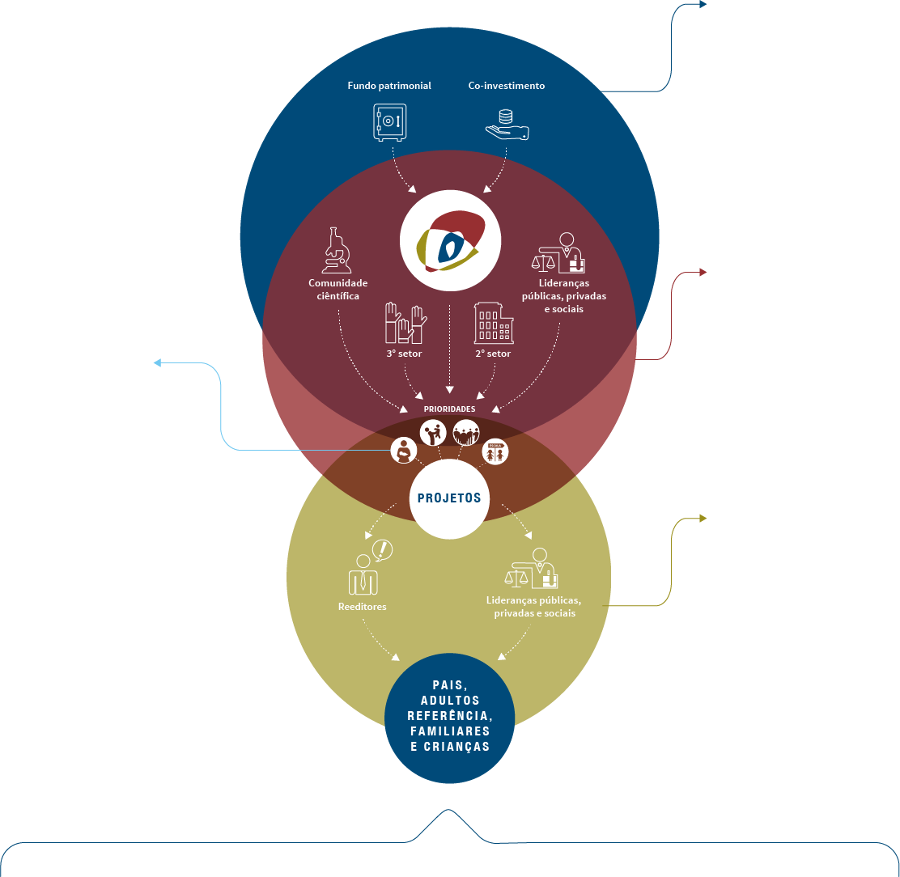 Fundo patrimonial
Co-investimento
Comunidade
ciêntífica
Lideranças
públicas, privadas
e sociais
3º setor
2º setor
PRIORIDADES
PROJETOS
Reeditores
Lideranças públicas,
privadas e sociais
PAIS,
ADULTOS
REFERÊNCIA,
FAMILIARES
E CRIANÇAS